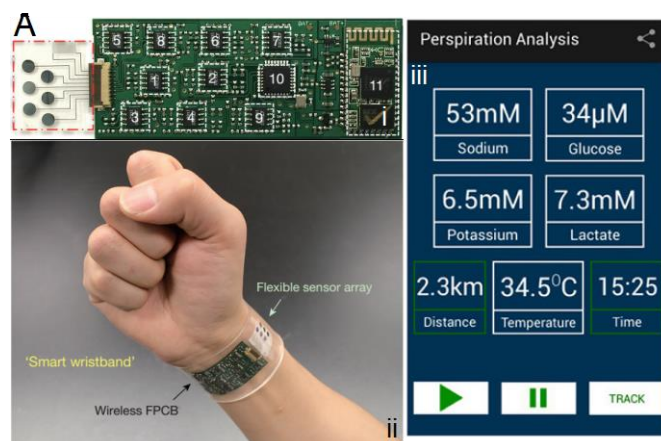 A
5
8
6
7
1
2
10
11
3
4
9
i
Flexible sensor array
'Smart wristband'
Wireless FPCB
ii
Perspiration Analysis
iii
53mM
34µM
Sodium
Glucose
6.5mM
7.3mM
Potassium
Lactate
2.3km
34.5⁰C
15:25
Distance
Temperature
Time
TRACK